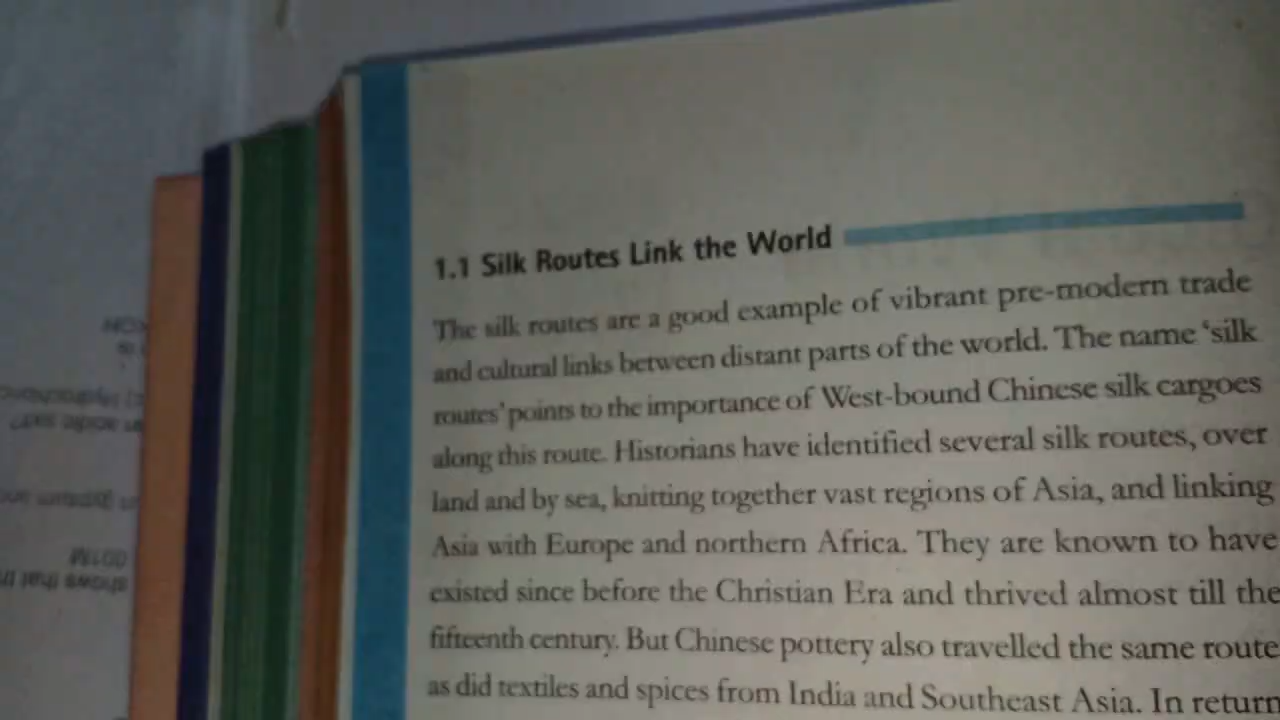 1.1 Silk Routes Link the World
The silk routes are a good example of vibrant pre-modern trade
and cultural links between distant parts of the world. The name ‘silk
routes’ points to the importance of West-bound Chinese silk cargoes
along this route. Historians have identified several silk routes, over
land and by sea, knitting together vast regions of Asia, and linking
Asia with Europe and northern Africa. They are known to have
existed since before the Christian Era and thrived almost till the
fifteenth century. But Chinese pottery also travelled the same route
as did textiles and spices from India and Southeast Asia. In return
shows that